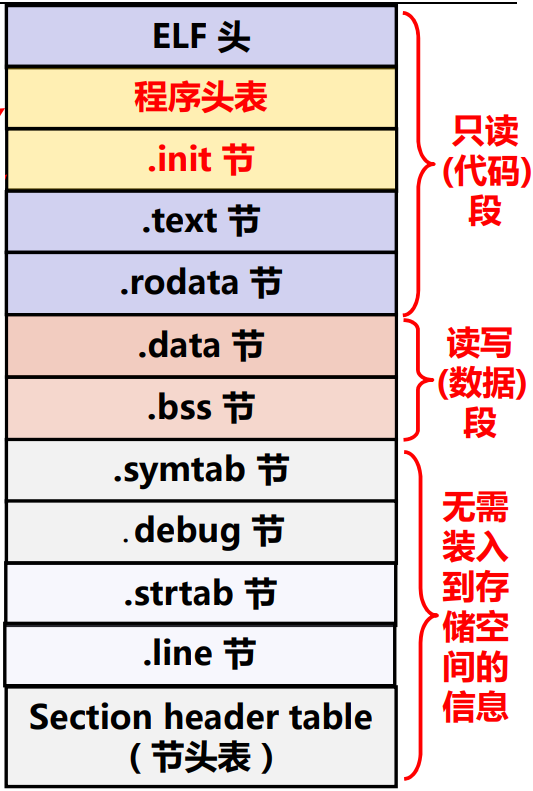 ELF 头
程序头表
.init 节
.text 节
.rodata 节
只读
(代码)
段
.data 节
.bss 节
读写
(数据)
段
.symtab 节
.debug 节
.strtab 节
.line 节
Section header table
（节头表）
无需
装入
到存
储空
间的
信息